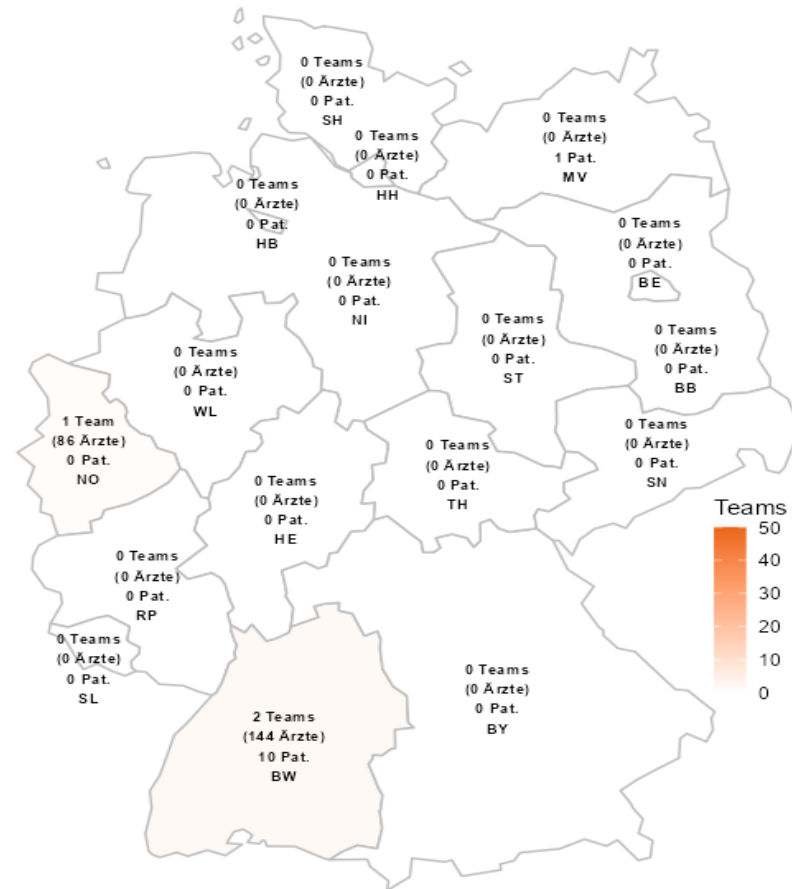 0 Teams
(0 Ärzte)
0 Pat.
SH
0 Teams
(0 Ärzte)
0 Pat.
HH
0 Teams
(0 Ärzte)
1 Pat.
MV
0 Teams
(0 Ärzte)
0 Pat.
HB
0 Teams
(0 Ärzte)
0 Pat.
NI
0 Teams
(0 Ärzte)
0 Pat.
BE
0 Teams
(0 Ärzte)
0 Pat.
WL
0 Teams
(0 Ärzte)
0 Pat.
ST
0 Teams
(0 Ärzte)
0 Pat.
BB
1 Team
(86 Ärzte)
0 Pat.
NO
0 Teams
(0 Ärzte)
0 Pat.
HE
0 Teams
(0 Ärzte)
0 Pat.
TH
0 Teams
(0 Ärzte)
0 Pat.
SN
0 Teams
(0 Ärzte)
0 Pat.
RP
0 Teams
(0 Ärzte)
0 Pat.
SL
2 Teams
(144 Ärzte)
10 Pat.
BW
0 Teams
(0 Ärzte)
0 Pat.
BY
Teams
50
40
30
20
10
0